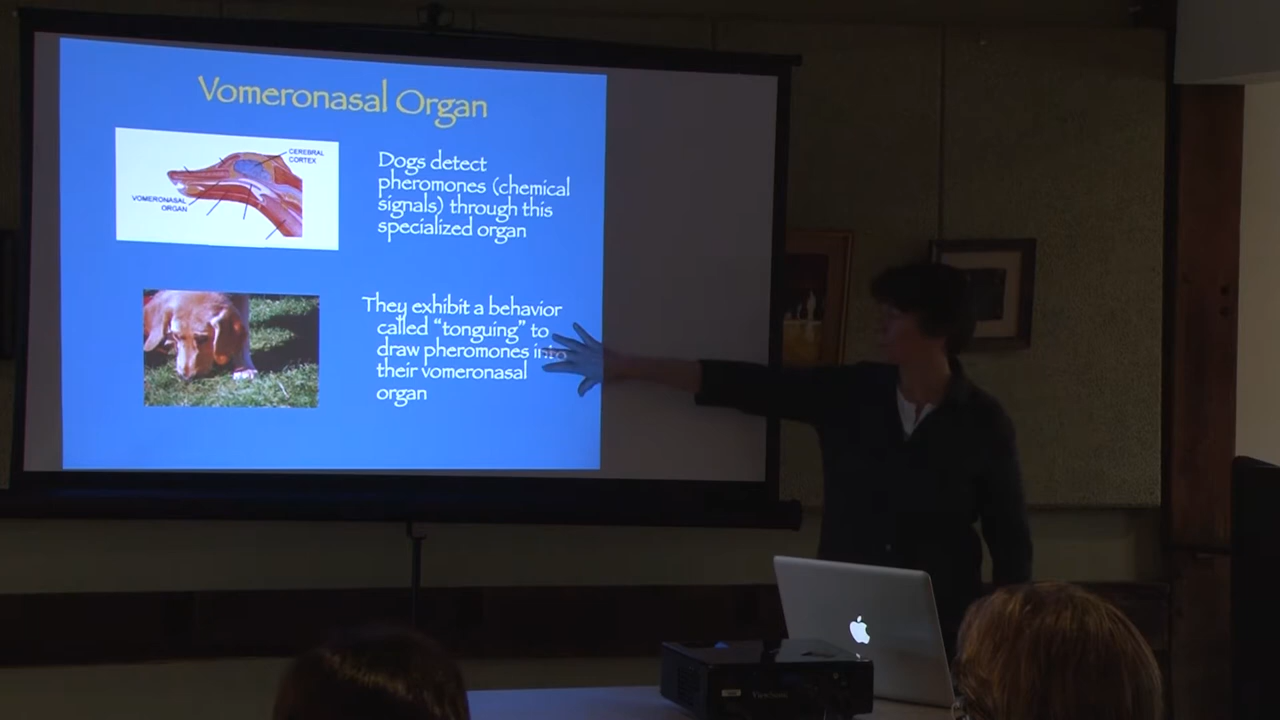 Vomeronasal Organ
CEREBRAL
CORTEX
VOMERONASAL
ORGAN
Dogs detect
pheromones (chemical
signals) through this
specialized organ
They exhibit a behavior
called “tonguing” to
draw pheromones into
their vomeronasal
organ
ViewSonic